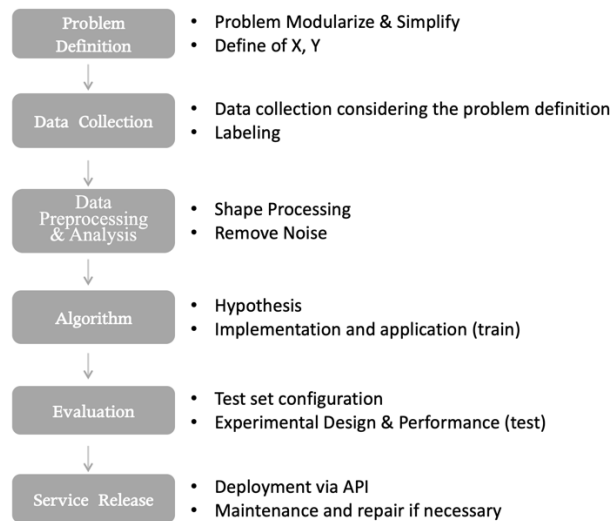 Problem
Definition
• Problem Modularize & Simplify
• Define of X, Y
Data Collection
• Data collection considering the problem definition
• Labeling
Data
Preprocessing
& Analysis
• Shape Processing
• Remove Noise
Algorithm
• Hypothesis
• Implementation and application (train)
Evaluation
• Test set configuration
• Experimental Design & Performance (test)
Service Release
• Deployment via API
• Maintenance and repair if necessary